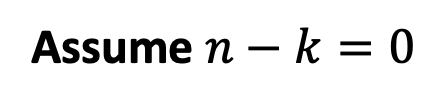 Assume n − k = 0